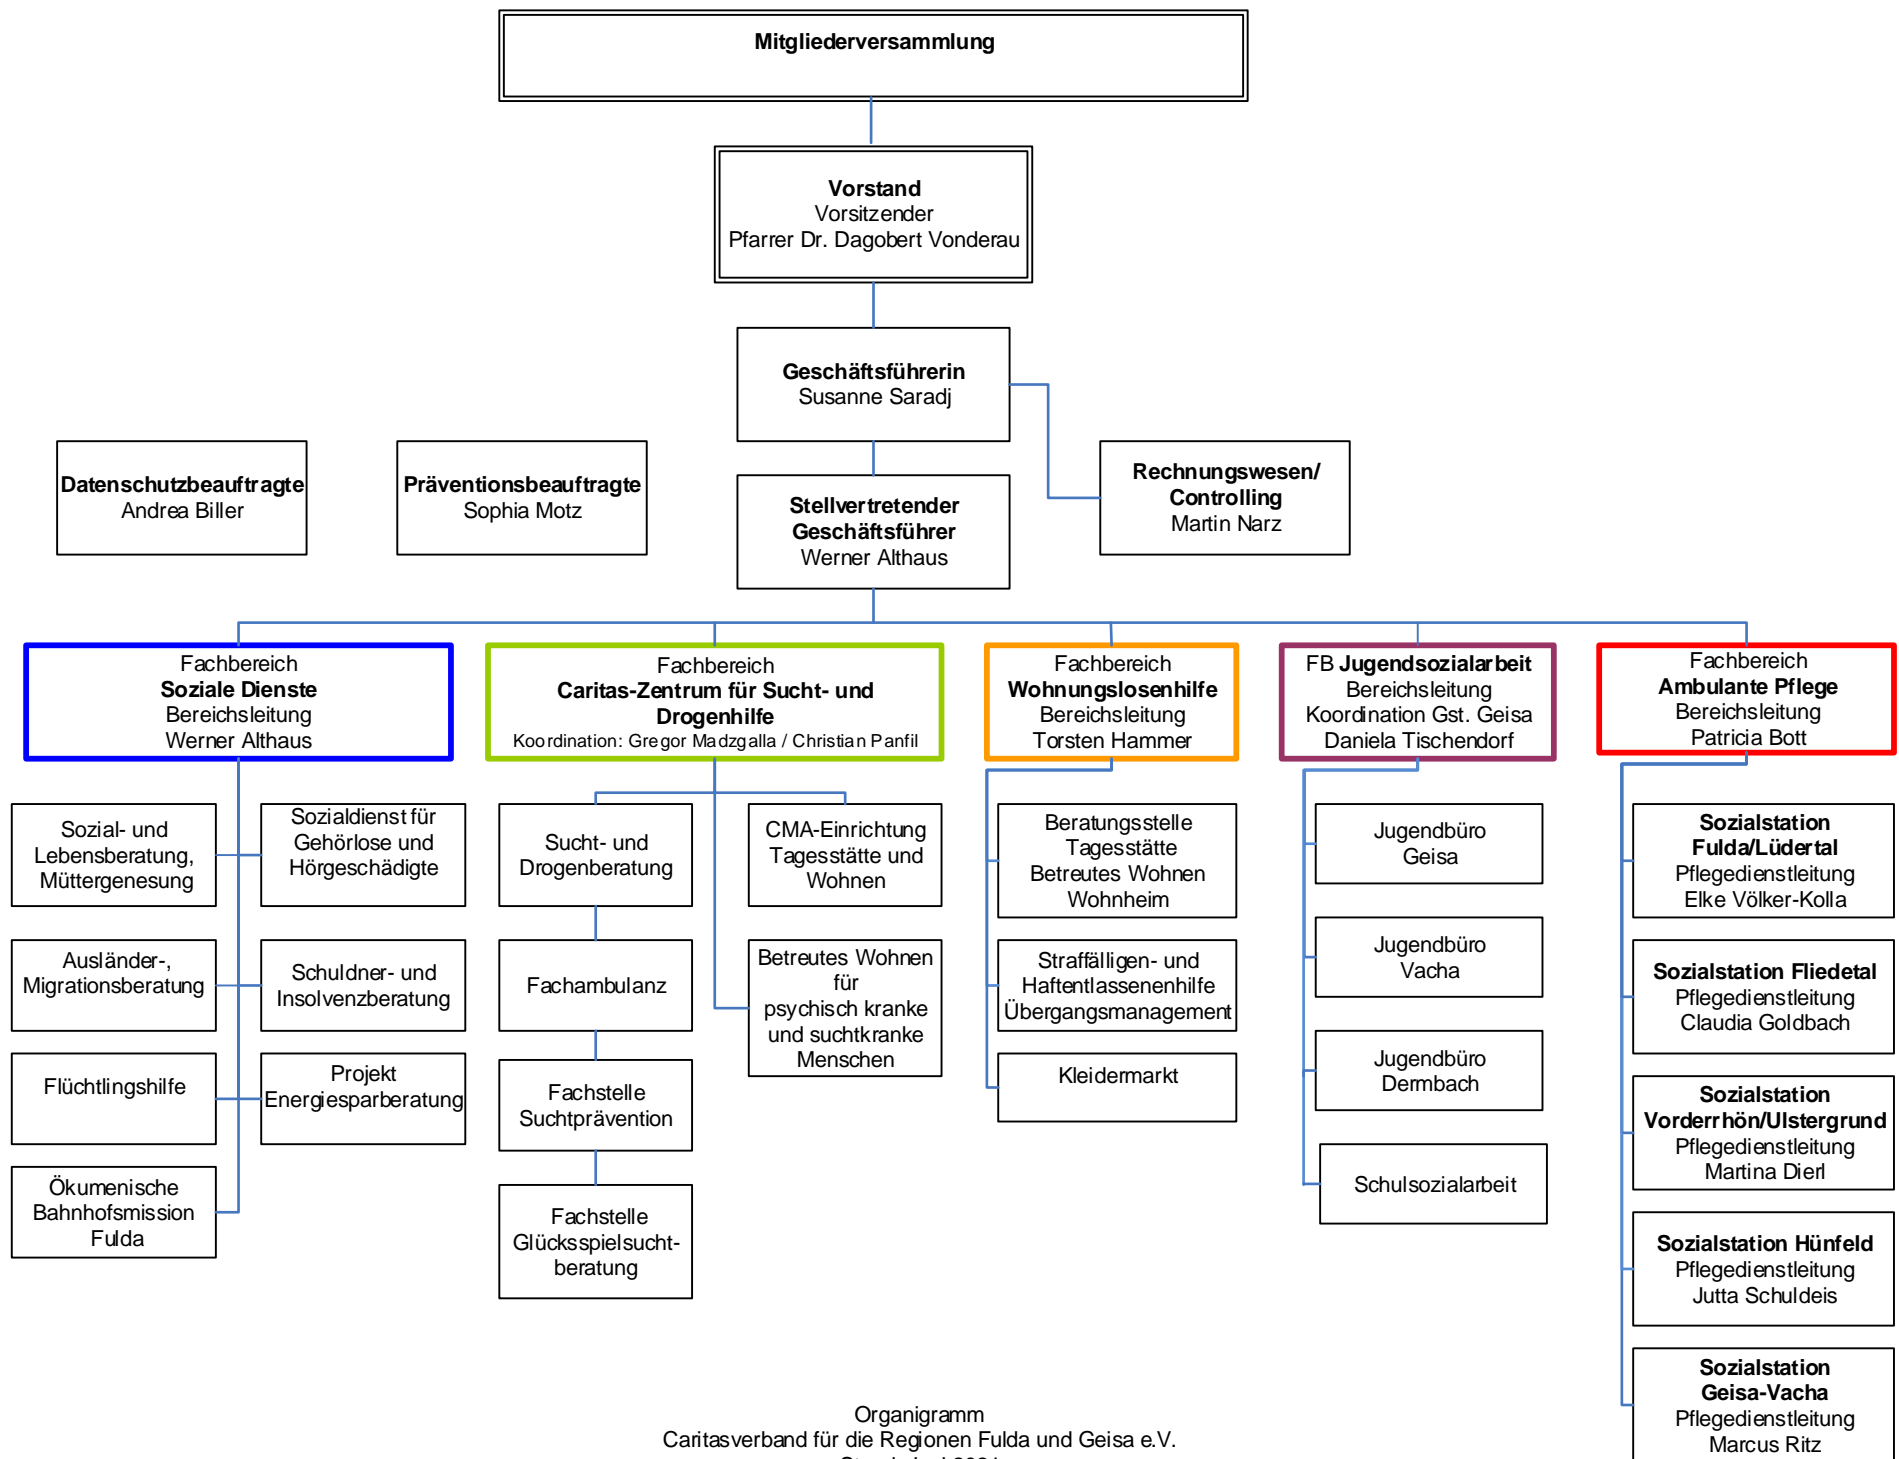 Mitgliederversammlung
Vorstand
Vorsitzender
Pfarrer Dr. Dagobert Vonderau
Geschäftsführerin
Susanne Saradj
Datenschutzbeauftragte
Andrea Biller
Präventionsbeauftragte
Sophia Motz
Stellvertretender
Geschäftsführer
Werner Althaus
Rechnungswesen/
Controlling
Martin Narz
Fachbereich
Soziale Dienste
Bereichsleitung
Werner Althaus
Fachbereich
Caritas-Zentrum für Sucht- und
Drogenhilfe
Koordination: Gregor Madzgalla / Christian Panfil
Fachbereich
Wohnungslosenhilfe
Bereichsleitung
Torsten Hammer
FB Jugendsozialarbeit
Bereichsleitung
Koordination Gst. Geisa
Daniela Tischendorf
Fachbereich
Ambulante Pflege
Bereichsleitung
Patricia Bott
Sozial- und
Lebensberatung,
Müttergenesung
Sozialdienst für
Gehörlose und
Hörgeschädigte
Ausländer-,
Migrationsberatung
Schuldner- und
Insolvenzberatung
Flüchtlingshilfe
Projekt
Energiesparberatung
Ökumenische
Bahnhofsmission
Fulda
Sucht- und
Drogenberatung
CMA-Einrichtung
Tagesstätte und
Wohnen
Fachambulanz
Betreutes Wohnen
für
psychisch kranke
und suchtkranke
Menschen
Fachstelle
Suchtprävention
Fachstelle
Glücksspielsucht-
beratung
Beratungsstelle
Tagesstätte
Betreutes Wohnen
Wohnheim
Straffälligen- und
Haftentlassenenhilfe
Übergangsmanagement
Kleidermarkt
Jugendbüro
Geisa
Jugendbüro
Vacha
Jugendbüro
Dermbach
Schulsozialarbeit
Sozialstation
Fulda/Lüdertal
Pflegedienstleitung
Elke Völker-Kolla
Sozialstation Fliedetal
Pflegedienstleitung
Claudia Goldbach
Sozialstation
Vorderrhön/Ulstergrund
Pflegedienstleitung
Martina Dierl
Sozialstation Hünfeld
Pflegedienstleitung
Jutta Schuldeis
Sozialstation
Geisa-Vacha
Pflegedienstleitung
Marcus Ritz
Organigramm
Caritasverband für die Regionen Fulda und Geisa e.V.